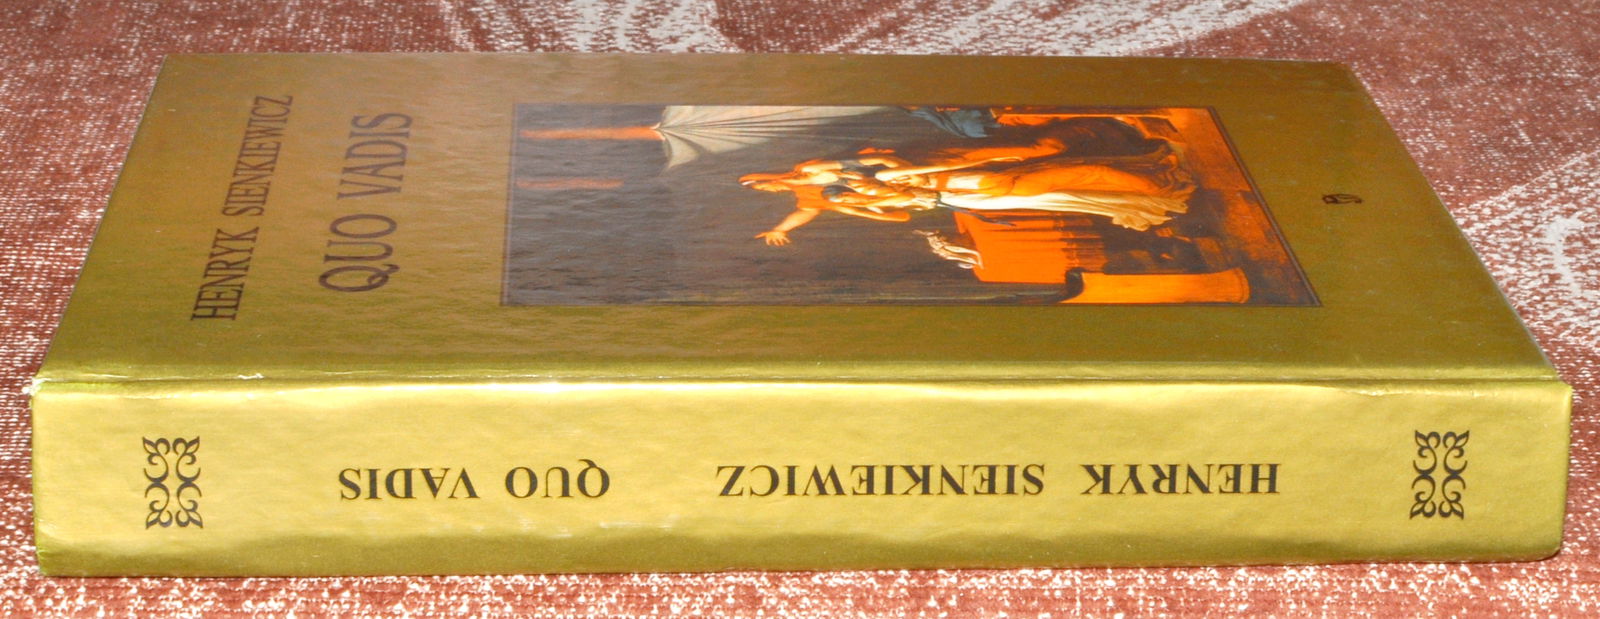 HENRYK SIENKIEWICZ
QUO VADIS
HENRYK SIENKIEWICZ QUO VADIS